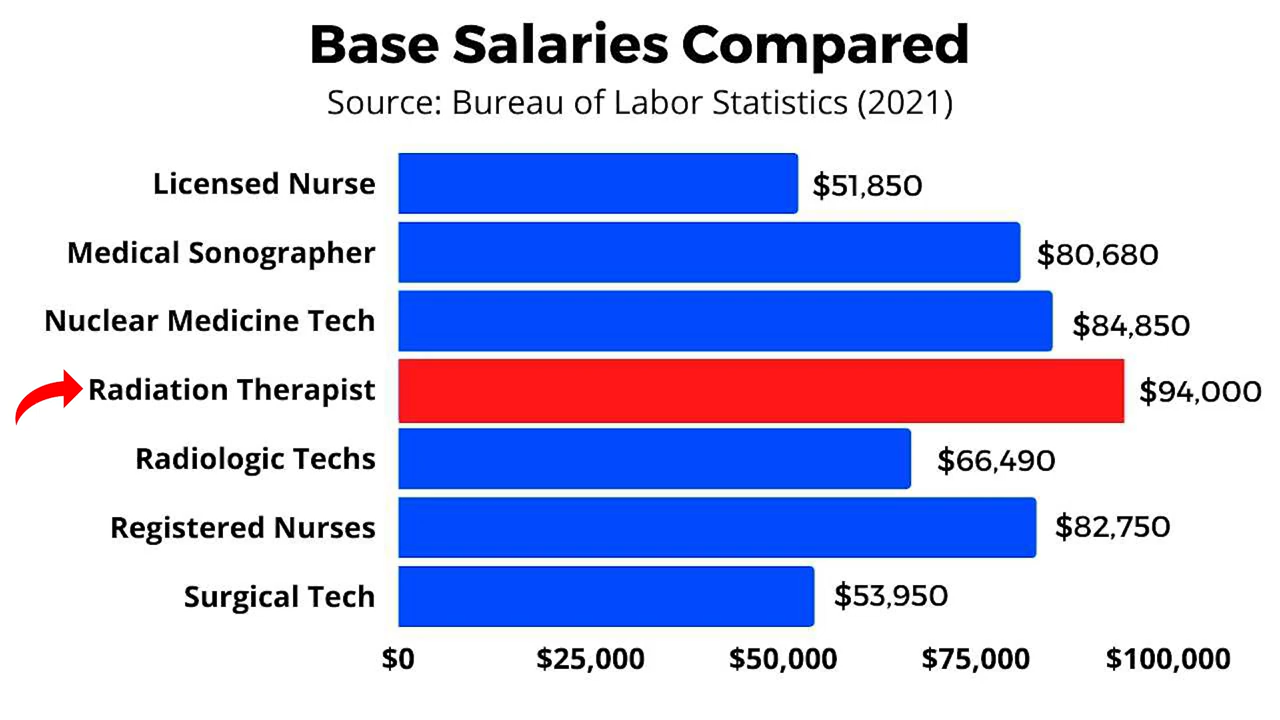 Base Salaries Compared
Source: Bureau of Labor Statistics (2021)
Licensed Nurse $51,850
Medical Sonographer $80,680
Nuclear Medicine Tech $84,850
Radiation Therapist $94,000
Radiologic Techs $66,490
Registered Nurses $82,750
Surgical Tech $53,950
$0 $25,000 $50,000 $75,000 $100,000